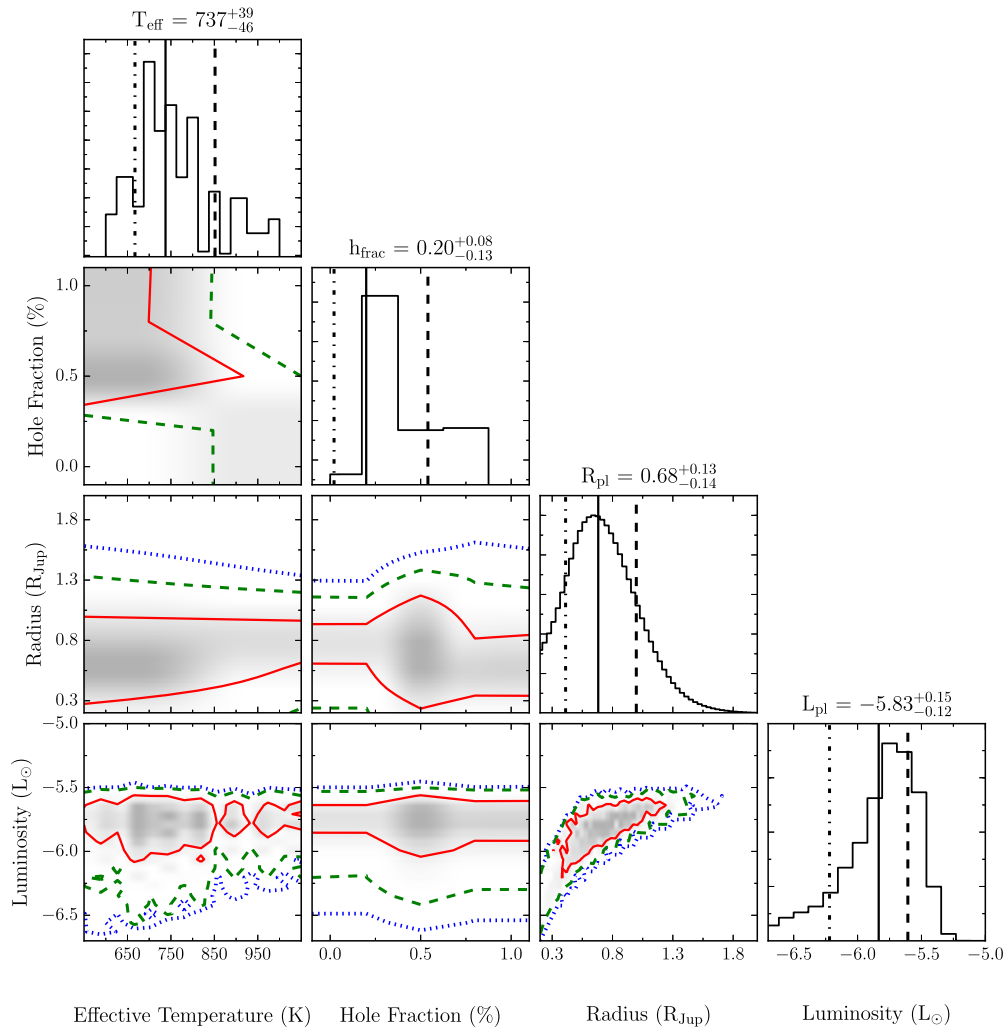 T_eff = 737^{+39}_{-46}
h_frac = 0.20^{+0.08}_{-0.13}
Hole Fraction (%)
1.0
0.5
0.0
R_pl = 0.68^{+0.13}_{-0.14}
Radius (R_Jup)
1.8
1.3
0.8
0.3
L_pl = −5.83^{+0.15}_{-0.12}
Luminosity (L_⊙)
−5.0
−5.5
−6.0
−6.5
650 750 850 950
0.0 0.5 1.0
0.3 0.8 1.3 1.8
−6.5 −6.0 −5.5 −5.0
Effective Temperature (K)
Hole Fraction (%)
Radius (R_Jup)
Luminosity (L_⊙)